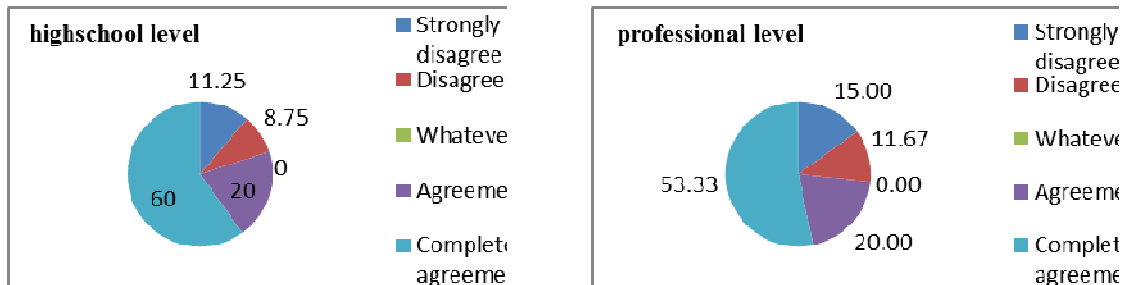 highschool level
Strongly
disagree
Disagree
Whateve
Agreeme
Complete
agreeme
11.25
8.75
0
20
60
professional level
Strongly
disagree
Disagree
Whateve
Agreeme
Complet
agreeme
15.00
11.67
0.00
20.00
53.33